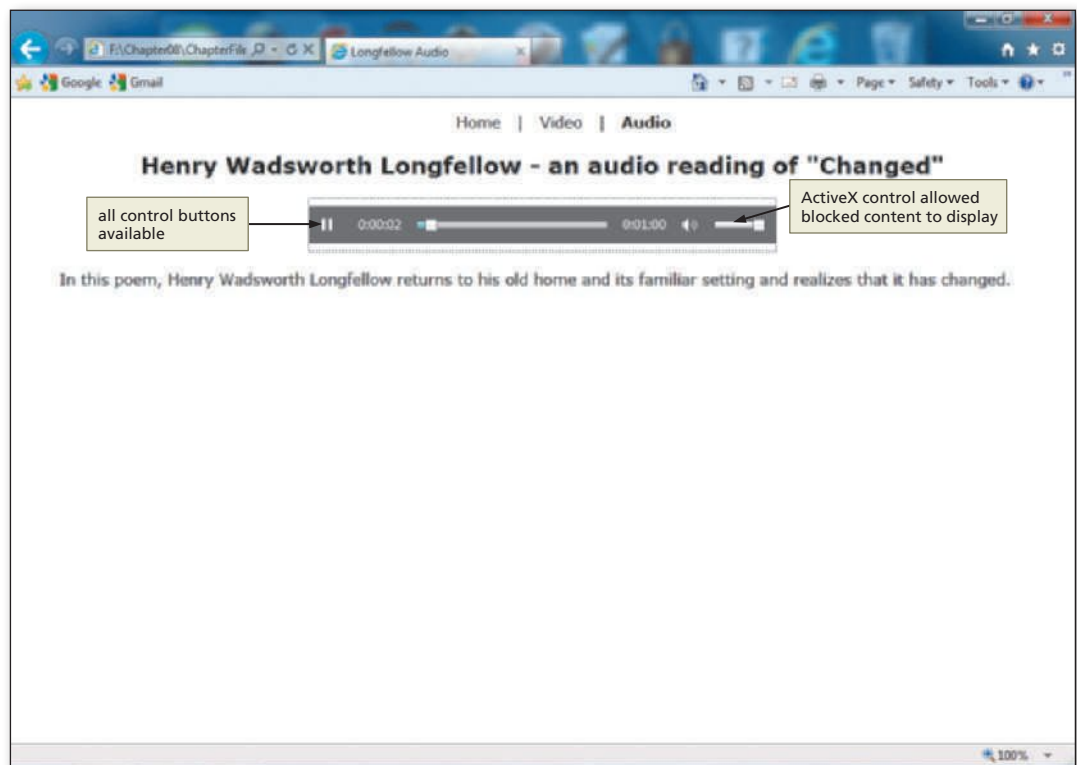 F:\Chapter08\ChapterFile
Longfellow Audio
Google Gmail
Page Safety Tools
Home | Video | Audio
Henry Wadsworth Longfellow - an audio reading of "Changed"
all control buttons
available
0:00:02 0:01:00
ActiveX control allowed
blocked content to display
In this poem, Henry Wadsworth Longfellow returns to his old home and its familiar setting and realizes that it has changed.
100%